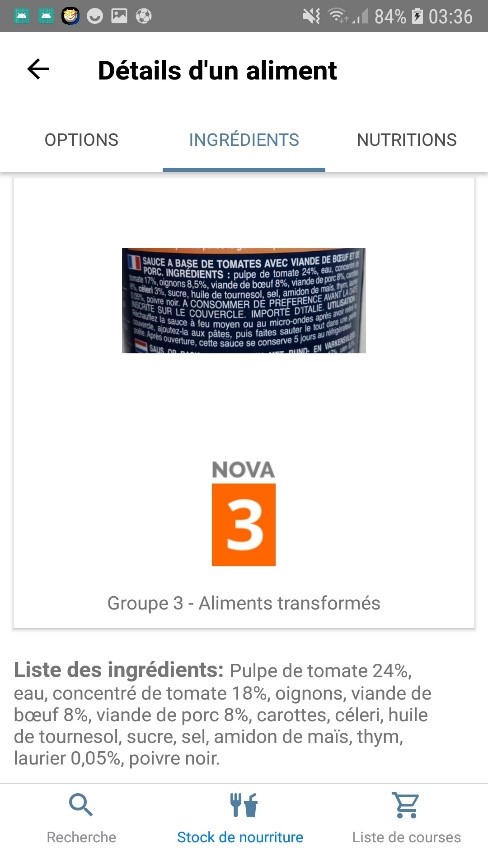 84% 03:36
Détails d'un aliment
OPTIONS INGRÉDIENTS NUTRITIONS
SAUCE A BASE DE TOMATES AVEC VIANDE DE BŒUF ET DE
PORC. INGRÉDIENTS : pulpe de tomate 24%, eau, concentré de
tomate 17%, oignons 8,5%, viande de bœuf 8%, viande de porc 8%, carottes
céleri 3%, sucre, huile de tournesol, sel, amidon de maïs, thym,
poivre noir. A CONSOMMER DE PREFERENCE AVANT LA DATE
INSCRITE SUR LE COUVERCLE. IMPORTÉ D'ITALIE UTILISATION
Réchauffez la sauce à feu moyen ou au micro-ondes après avoir
couvercle, ajoutez-la aux pâtes, puis faites sauter le tout dans une
Après ouverture, cette sauce se conserve 5 jours au réfrigérateur
NOVA
3
Groupe 3 - Aliments transformés
Liste des ingrédients: Pulpe de tomate 24%,
eau, concentré de tomate 18%, oignons, viande de
bœuf 8%, viande de porc 8%, carottes, céleri, huile
de tournesol, sucre, sel, amidon de maïs, thym,
laurier 0,05%, poivre noir.
Recherche Stock de nourriture Liste de courses